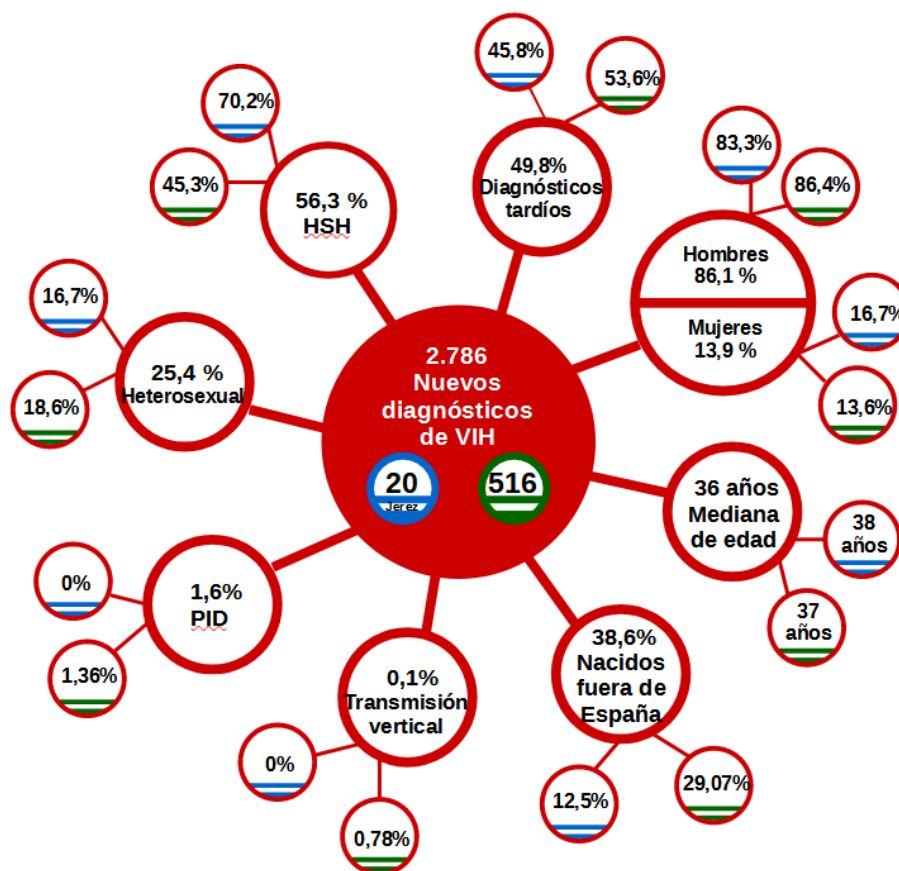 45,8%
53,6%
49,8%
Diagnósticos
tardíos
70,2%
45,3%
56,3 %
HSH
83,3%
86,4%
Hombres
86,1 %
Mujeres
13,9 %
16,7%
13,6%
16,7%
18,6%
25,4 %
Heterosexual
2.786
Nuevos
diagnósticos
de VIH
20
Jerez
516
36 años
Mediana
de edad
38
años
37
años
0%
1,36%
1,6%
PID
0,1%
Transmisión
vertical
0%
0,78%
38,6%
Nacidos
fuera de
España
12,5%
29,07%